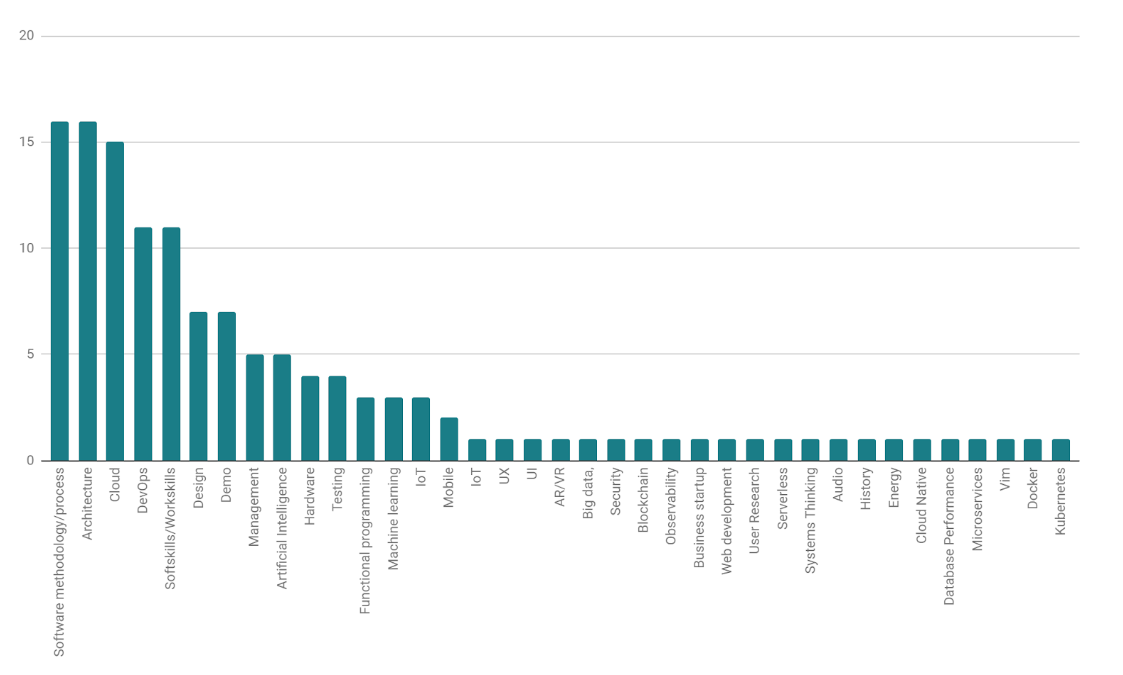 20
15
10
5
0
Software methodology/process
Architecture
Cloud
DevOps
Softskills/Workskills
Design
Demo
Management
Artificial Intelligence
Hardware
Testing
Functional programming
Machine learning
IoT
Mobile
IoT
UX
UI
AR/VR
Big data,
Security
Blockchain
Observability
Business startup
Web development
User Research
Serverless
Systems Thinking
Audio
History
Energy
Cloud Native
Database Performance
Microservices
Vim
Docker
Kubernetes